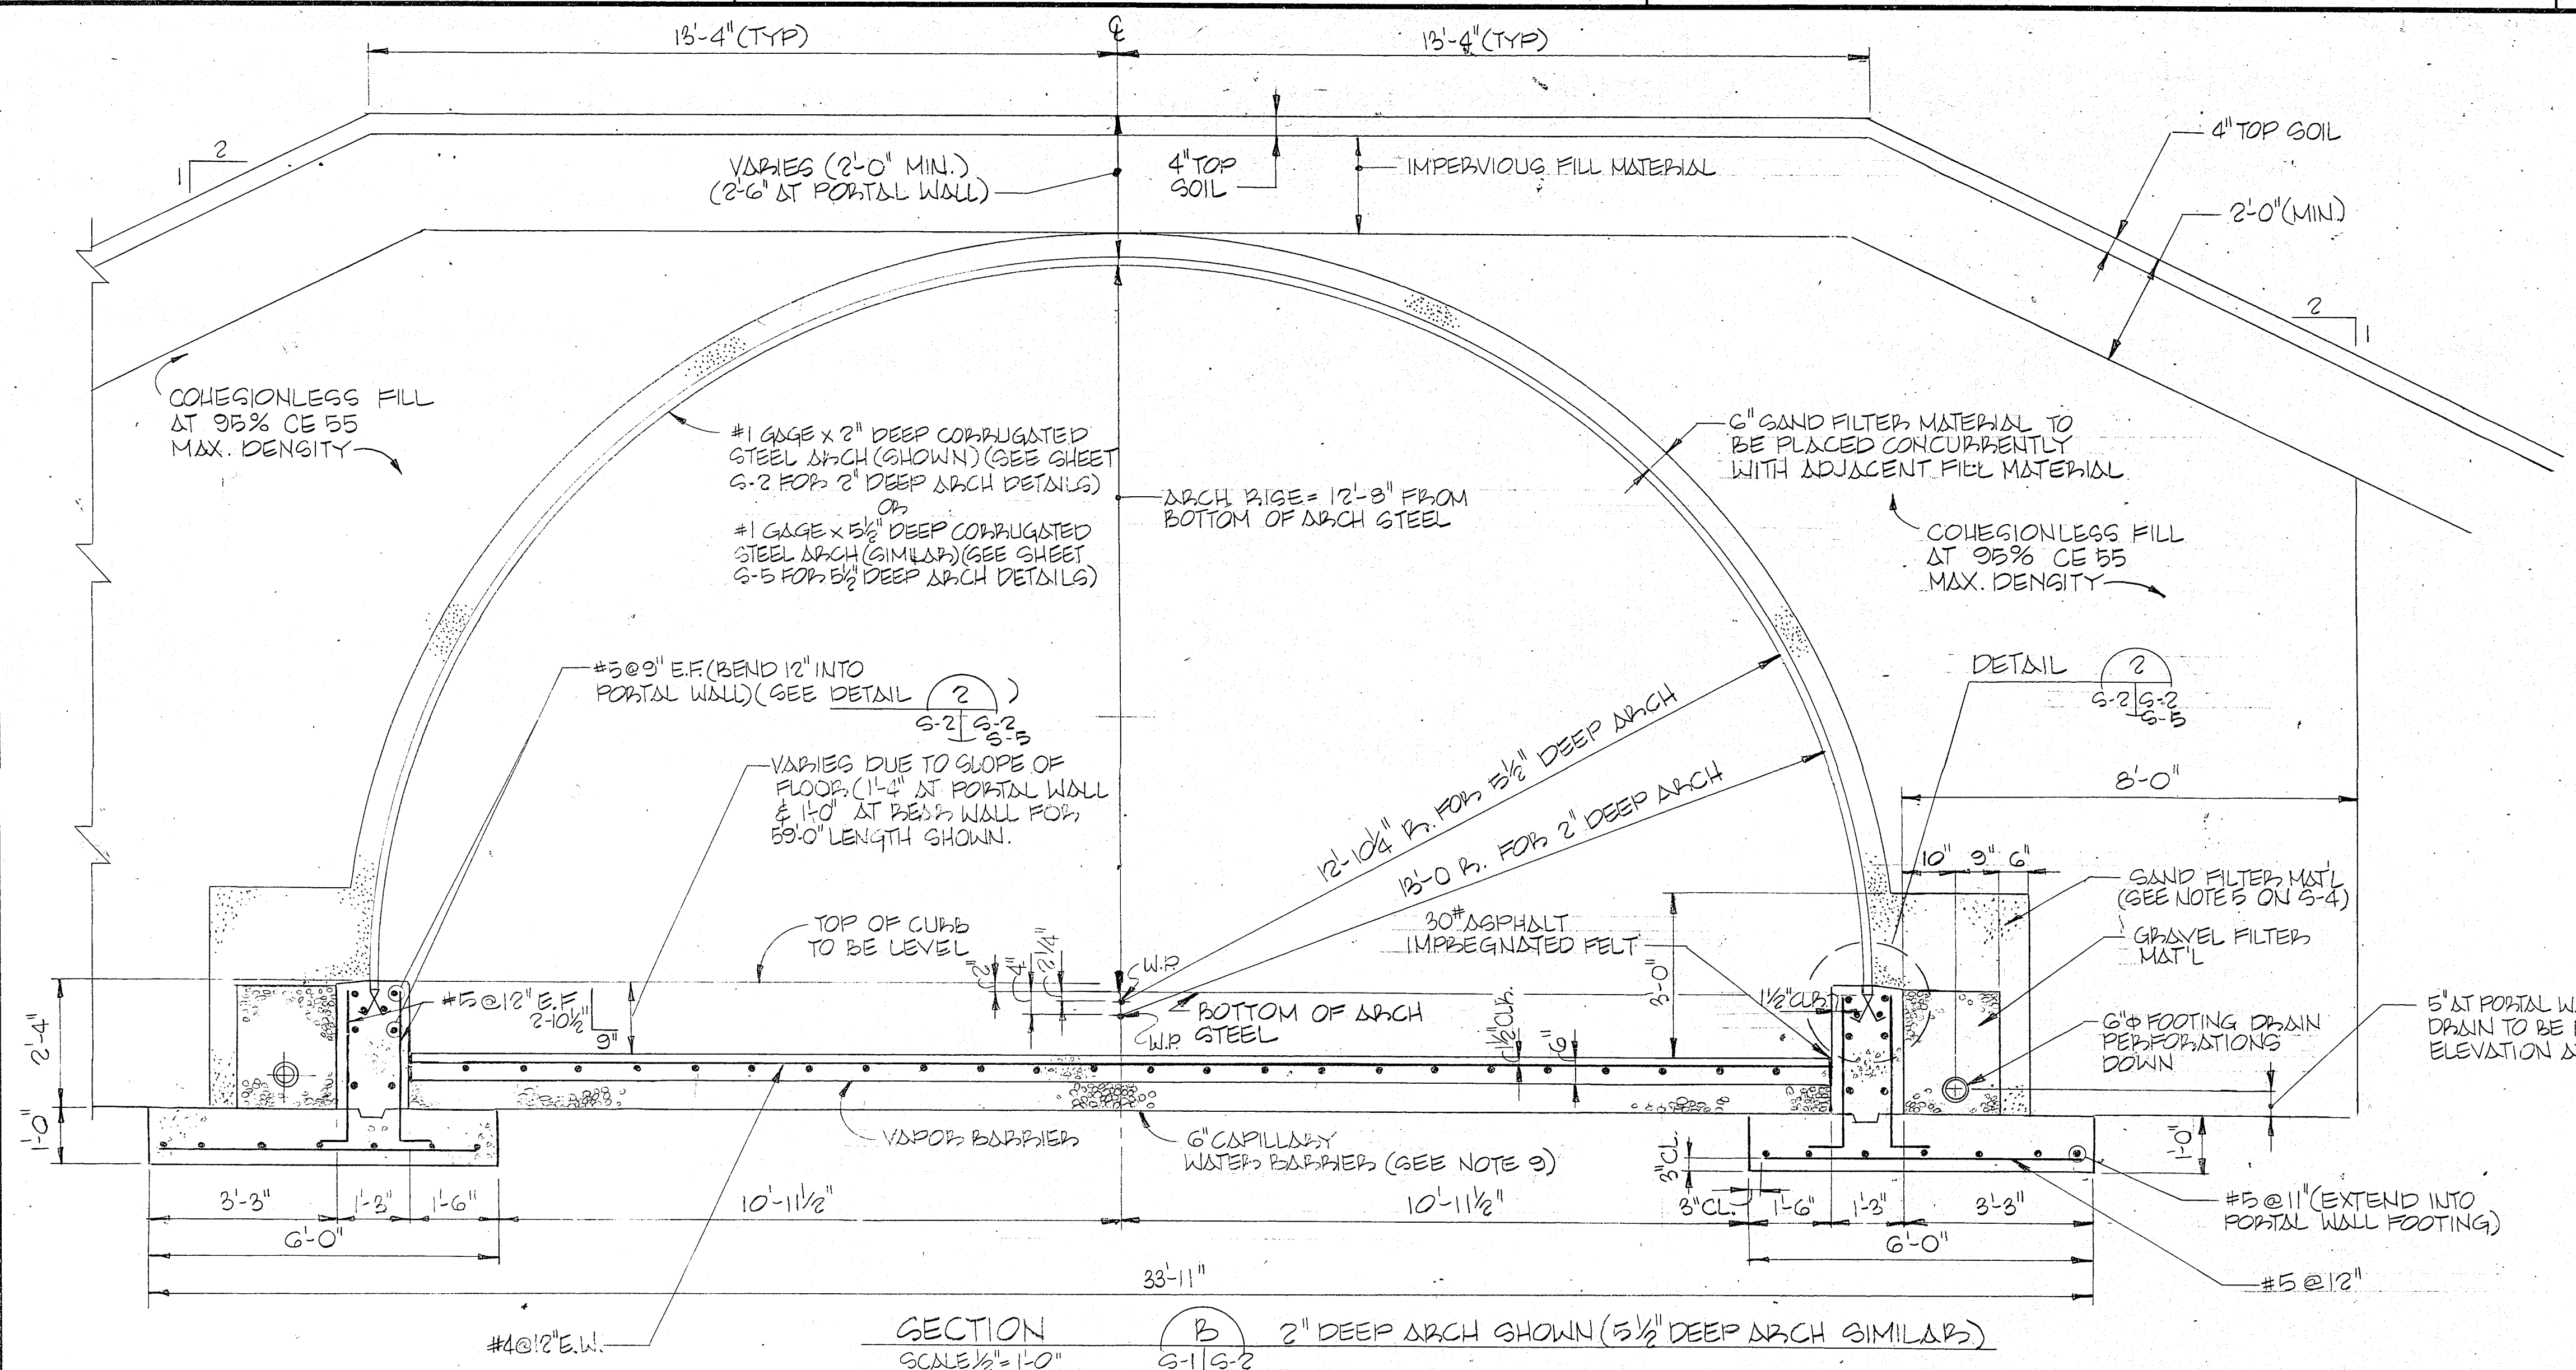 13'-4" (TYP)
℄
13'-4" (TYP)
2
1
VARIES (2'-0" MIN.)
(2'-6" AT PORTAL WALL)
4" TOP
SOIL
IMPERVIOUS FILL MATERIAL
4" TOP SOIL
2'-0" (MIN.)
2
1
COHESIONLESS FILL
AT 95% CE 55
MAX. DENSITY
#1 GAGE x 2" DEEP CORRUGATED
STEEL ARCH (SHOWN) (SEE SHEET
S-2 FOR 2" DEEP ARCH DETAILS)
OR
#1 GAGE x 5½" DEEP CORRUGATED
STEEL ARCH (SIMILAR) (SEE SHEET
S-5 FOR 5½" DEEP ARCH DETAILS)
ARCH RISE = 12'-8" FROM
BOTTOM OF ARCH STEEL
6" SAND FILTER MATERIAL TO
BE PLACED CONCURRENTLY
WITH ADJACENT FILL MATERIAL.
COHESIONLESS FILL
AT 95% CE 55
MAX. DENSITY
#5@9" E.F. (BEND 12" INTO
PORTAL WALL) (SEE DETAIL 2 )
S-2 S-2
S-5
DETAIL 2
S-2 S-2
S-5
VARIES DUE TO SLOPE OF
FLOOR (1'-4" AT PORTAL WALL
& 1'-0" AT REAR WALL FOR
59'-0" LENGTH SHOWN.
12'-10¼" R. FOR 5½" DEEP ARCH
13'-0 R. FOR 2" DEEP ARCH
8'-0"
10" 9" 6"
SAND FILTER MAT'L
(SEE NOTE 5 ON S-4)
GRAVEL FILTER
MAT'L
TOP OF CURB
TO BE LEVEL
30# ASPHALT
IMPREGNATED FELT
2"
4"
2¼"
W.P.
BOTTOM OF ARCH
STEEL
W.P.
3'-0"
1½" CLR.
1½" CLR.
6"
#5@12" E.F.
2'-10½"
9"
2'-4"
1'-0"
6"Φ FOOTING DRAIN
PERFORATIONS
DOWN
5" AT PORTAL W
DRAIN TO BE
ELEVATION A
VAPOR BARRIER
6" CAPILLARY
WATER BARRIER (SEE NOTE 9)
3" CL.
1'-0"
3'-3" 1'-3" 1'-6" 10'-11½" 10'-11½" 3" CL. 1'-6" 1'-3" 3'-3"
#5@11" (EXTEND INTO
PORTAL WALL FOOTING)
6'-0"
6'-0"
33'-11"
#5@12"
#4@12" E.W.
SECTION B 2" DEEP ARCH SHOWN (5½" DEEP ARCH SIMILAR)
SCALE ½" = 1'-0" S-1 S-2